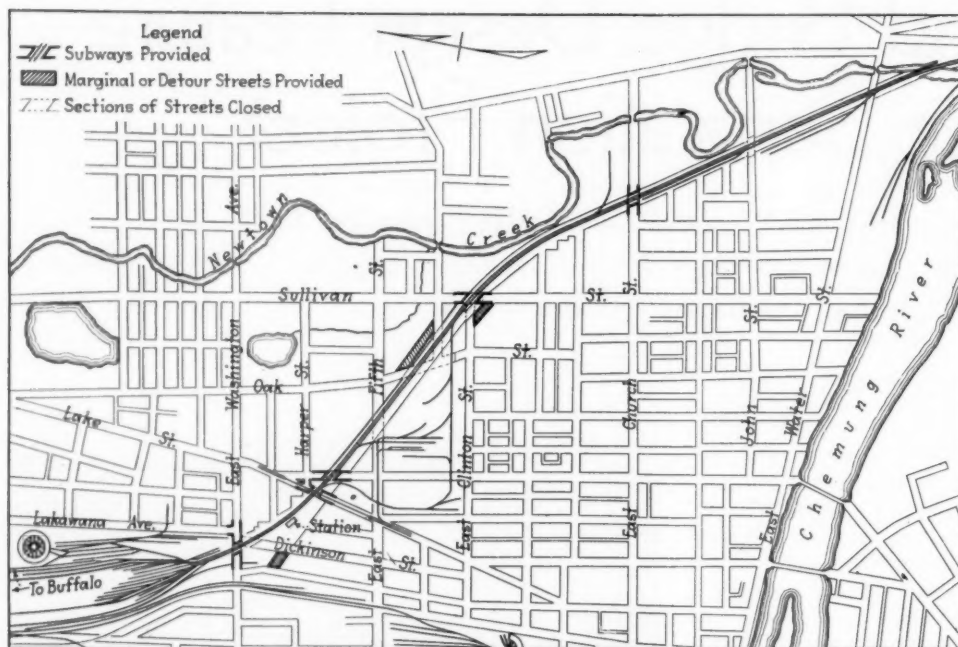 Legend
Subways Provided
Marginal or Detour Streets Provided
Sections of Streets Closed
Newtown
Creek
Ave.
Washington
East
Sullivan
St.
Oak
St.
Harper
St.
Fifth
St.
East
Lake
St.
Lakawana Ave.
Station
Dickinson
St.
To Buffalo
St.
Clinton
East
St.
Church
East
St.
John
St.
Water
East
Chemung River